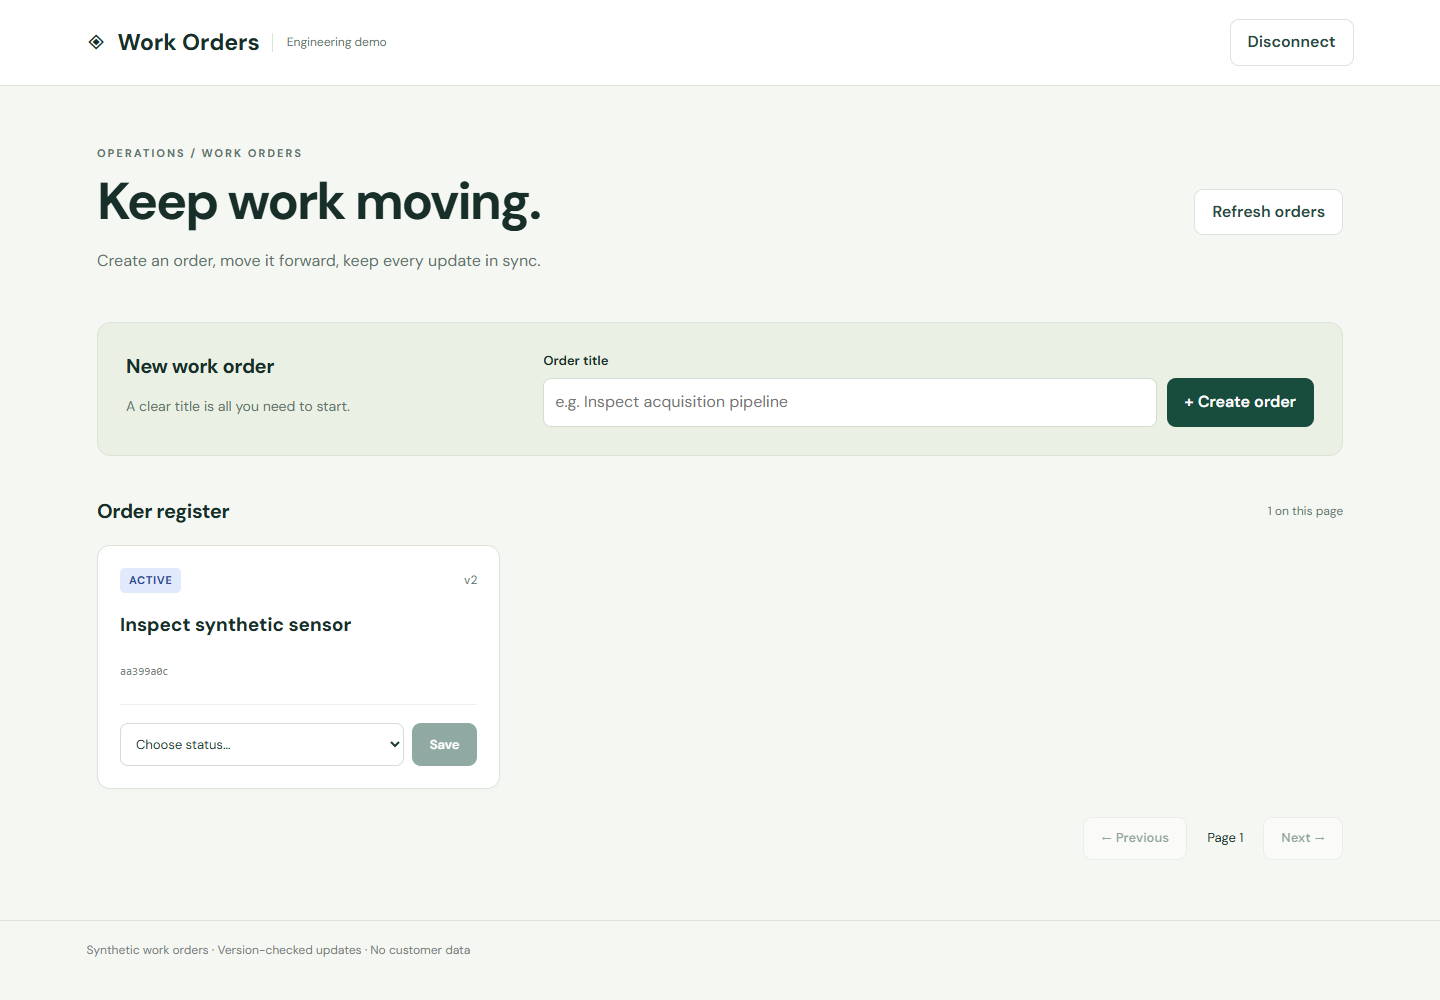 Work Orders
Engineering demo
Disconnect
OPERATIONS / WORK ORDERS
Keep work moving.
Create an order, move it forward, keep every update in sync.
Refresh orders
New work order
A clear title is all you need to start.
Order title
e.g. Inspect acquisition pipeline
+ Create order
Order register
1 on this page
ACTIVE
v2
Inspect synthetic sensor
aa399a0c
Choose status…
Save
← Previous
Page 1
Next →
Synthetic work orders · Version-checked updates · No customer data